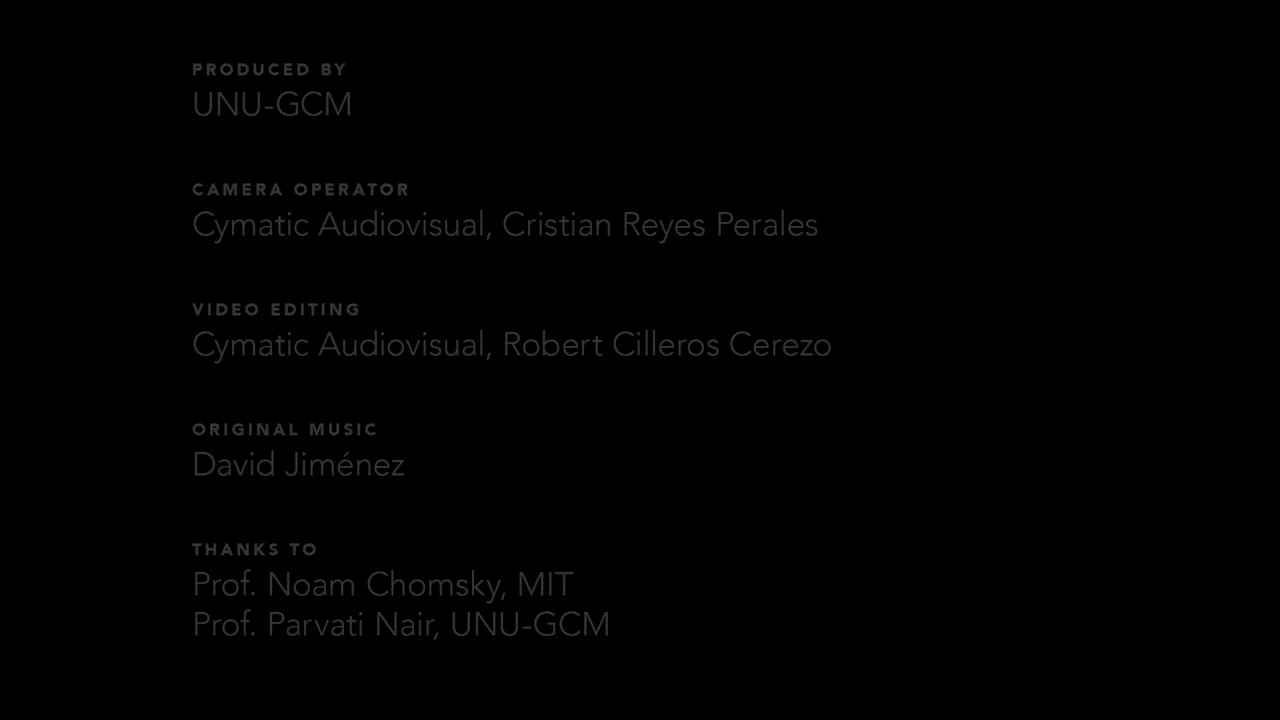 PRODUCED BY
UNU-GCM
CAMERA OPERATOR
Cymatic Audiovisual, Cristian Reyes Perales
VIDEO EDITING
Cymatic Audiovisual, Robert Cilleros Cerezo
ORIGINAL MUSIC
David Jiménez
THANKS TO
Prof. Noam Chomsky, MIT
Prof. Parvati Nair, UNU-GCM